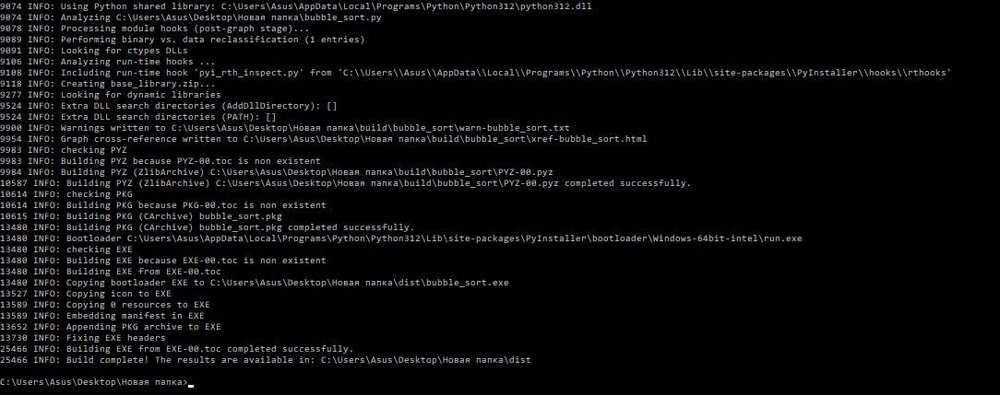 9074 INFO: Using Python shared library: C:\Users\Asus\AppData\Local\Programs\Python\Python312\python312.dll
9074 INFO: Analyzing C:\Users\Asus\Desktop\Новая папка\bubble_sort.py
9078 INFO: Processing module hooks (post-graph stage)...
9089 INFO: Performing binary vs. data reclassification (1 entries)
9091 INFO: Looking for ctypes DLLs
9106 INFO: Analyzing run-time hooks ...
9108 INFO: Including run-time hook 'pyi_rth_inspect.py' from 'C:\\Users\\Asus\\AppData\\Local\\Programs\\Python\\Python312\\Lib\\site-packages\\PyInstaller\\hooks\\rthooks'
9118 INFO: Creating base_library.zip...
9277 INFO: Looking for dynamic libraries
9524 INFO: Extra DLL search directories (AddDllDirectory): []
9524 INFO: Extra DLL search directories (PATH): []
9900 INFO: Warnings written to C:\Users\Asus\Desktop\Новая папка\build\bubble_sort\warn-bubble_sort.txt
9954 INFO: Graph cross-reference written to C:\Users\Asus\Desktop\Новая папка\build\bubble_sort\xref-bubble_sort.html
9983 INFO: checking PYZ
9983 INFO: Building PYZ because PYZ-00.toc is non existent
9984 INFO: Building PYZ (ZlibArchive) C:\Users\Asus\Desktop\Новая папка\build\bubble_sort\PYZ-00.pyz
10587 INFO: Building PYZ (ZlibArchive) C:\Users\Asus\Desktop\Новая папка\build\bubble_sort\PYZ-00.pyz completed successfully.
10614 INFO: checking PKG
10614 INFO: Building PKG because PKG-00.toc is non existent
10615 INFO: Building PKG (CArchive) bubble_sort.pkg
13480 INFO: Building PKG (CArchive) bubble_sort.pkg completed successfully.
13480 INFO: Bootloader C:\Users\Asus\AppData\Local\Programs\Python\Python312\Lib\site-packages\PyInstaller\bootloader\Windows-64bit-intel\run.exe
13480 INFO: checking EXE
13480 INFO: Building EXE because EXE-00.toc is non existent
13480 INFO: Building EXE from EXE-00.toc
13480 INFO: Copying bootloader EXE to C:\Users\Asus\Desktop\Новая папка\dist\bubble_sort.exe
13527 INFO: Copying icon to EXE
13589 INFO: Copying 0 resources to EXE
13589 INFO: Embedding manifest in EXE
13652 INFO: Appending PKG archive to EXE
13730 INFO: Fixing EXE headers
25466 INFO: Building EXE from EXE-00.toc completed successfully.
25466 INFO: Build complete! The results are available in: C:\Users\Asus\Desktop\Новая папка\dist
C:\Users\Asus\Desktop\Новая папка>